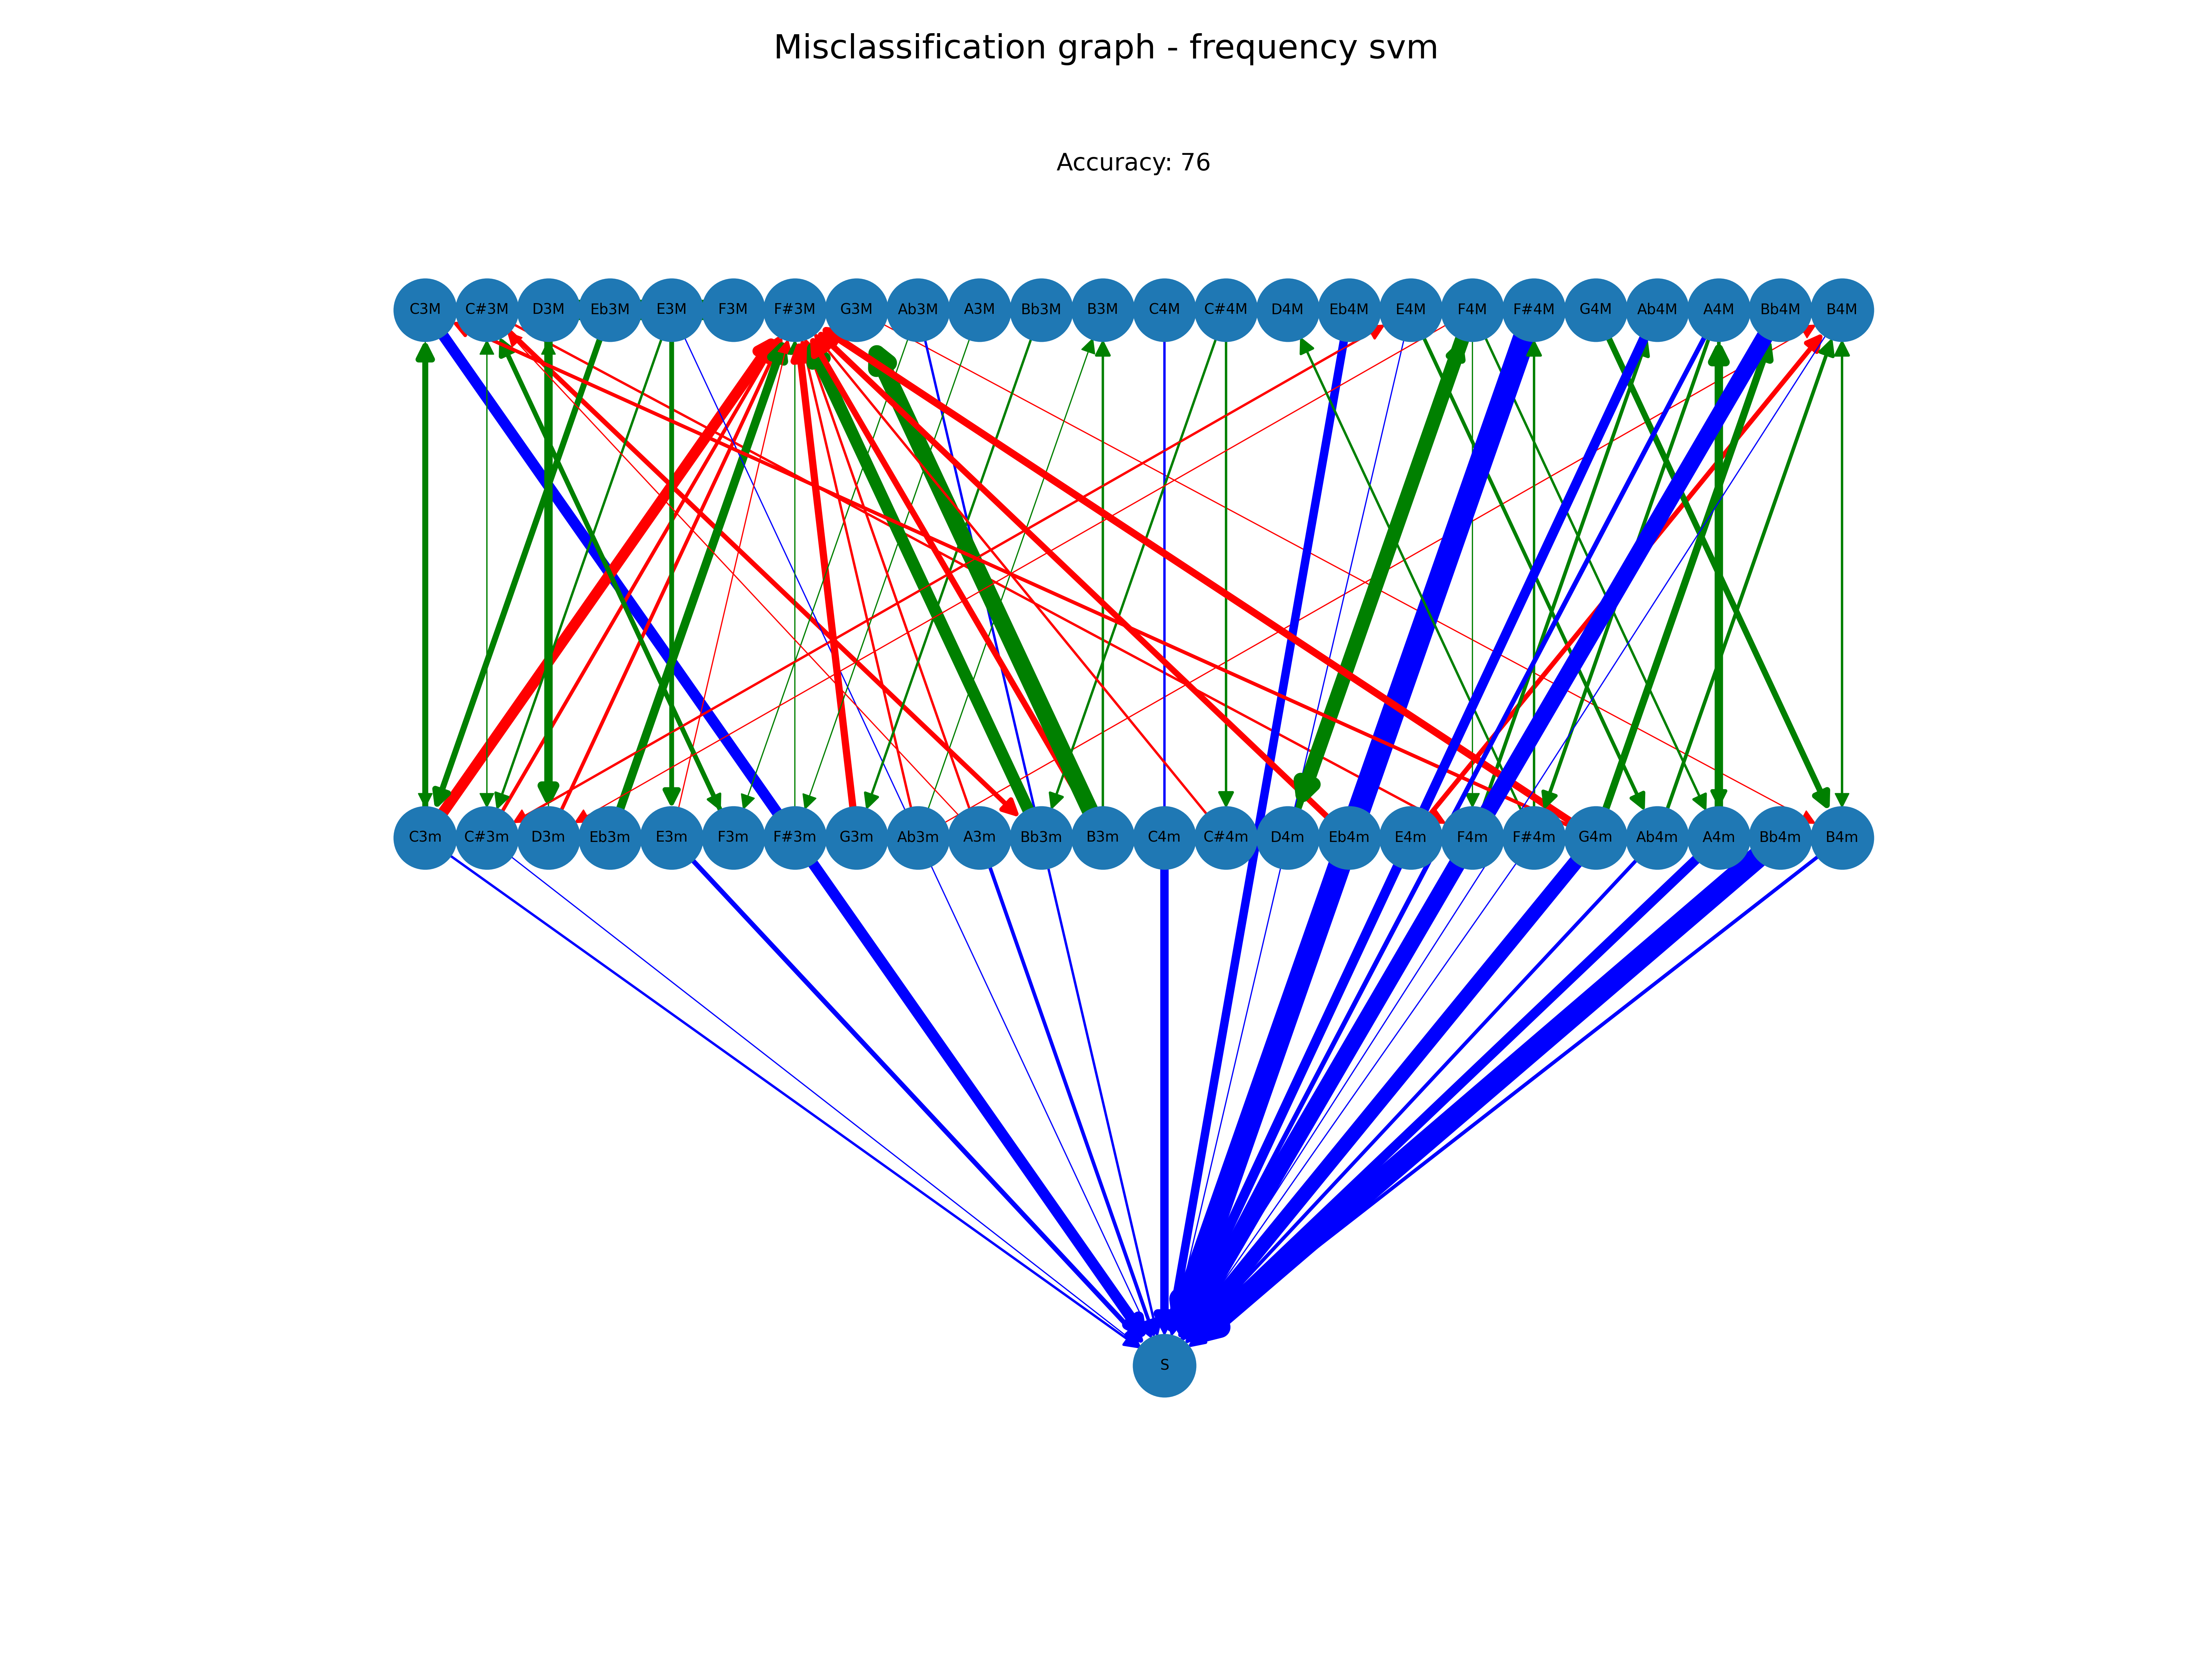 Misclassification graph - frequency svm
Accuracy: 76
C3M C#3M D3M Eb3M E3M F3M F#3M G3M Ab3M A3M Bb3M B3M C4M C#4M D4M Eb4M E4M F4M F#4M G4M Ab4M A4M Bb4M B4M
C3m C#3m D3m Eb3m E3m F3m F#3m G3m Ab3m A3m Bb3m B3m C4m C#4m D4m Eb4m E4m F4m F#4m G4m Ab4m A4m Bb4m B4m
S